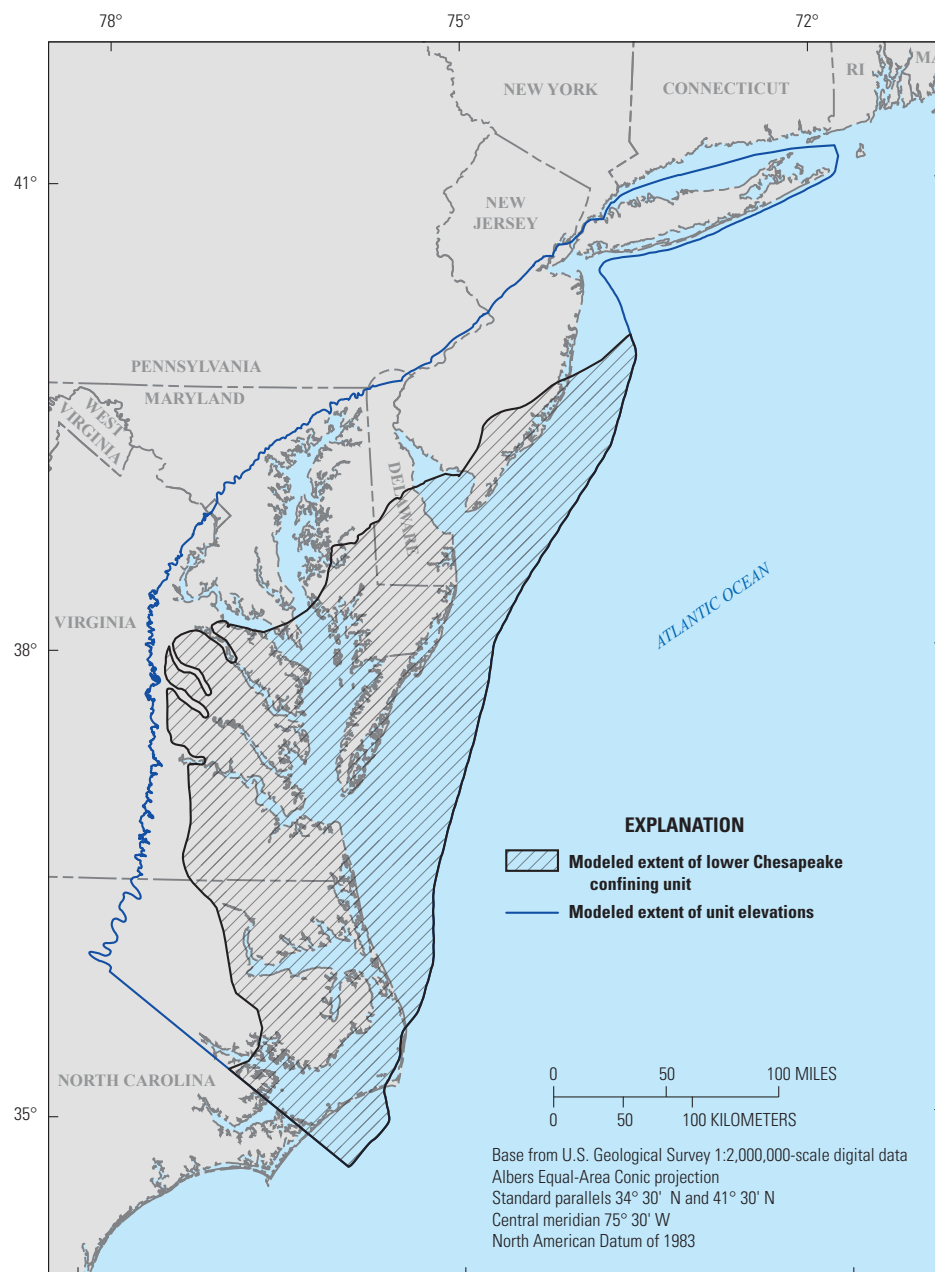 78°
75°
72°
NEW YORK
CONNECTICUT
RI
MA
41°
NEW
JERSEY
PENNSYLVANIA
MARYLAND
WEST
VIRGINIA
DELAWARE
ATLANTIC OCEAN
VIRGINIA
38°
EXPLANATION
Modeled extent of lower Chesapeake
confining unit
Modeled extent of unit elevations
NORTH CAROLINA
35°
0 50 100 MILES
0 50 100 KILOMETERS
Base from U.S. Geological Survey 1:2,000,000-scale digital data
Albers Equal-Area Conic projection
Standard parallels 34° 30' N and 41° 30' N
Central meridian 75° 30' W
North American Datum of 1983